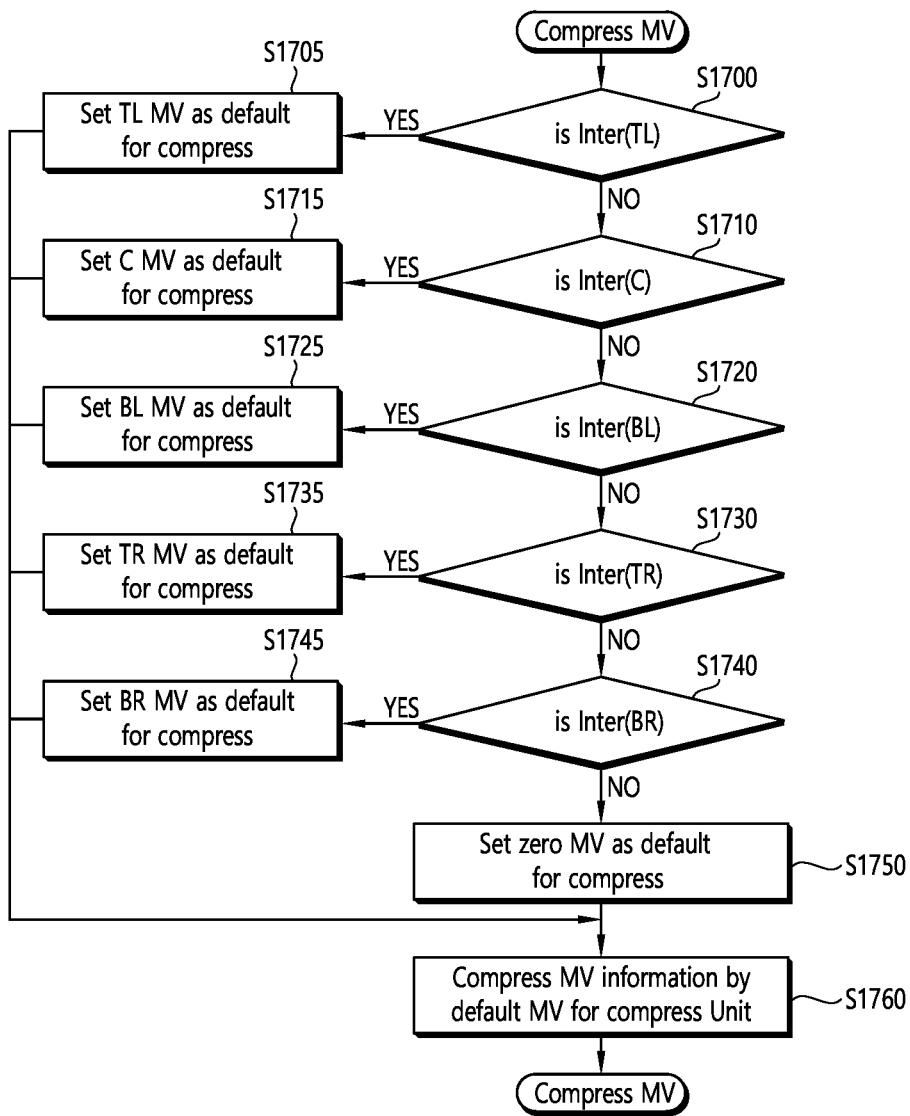 Compress MV
S1705
S1700
Set TL MV as default
for compress
YES
is Inter(TL)
NO
S1715
S1710
Set C MV as default
for compress
YES
is Inter(C)
NO
S1725
S1720
Set BL MV as default
for compress
YES
is Inter(BL)
NO
S1735
S1730
Set TR MV as default
for compress
YES
is Inter(TR)
NO
S1745
S1740
Set BR MV as default
for compress
YES
is Inter(BR)
NO
Set zero MV as default
for compress
S1750
Compress MV information by
default MV for compress Unit
S1760
Compress MV